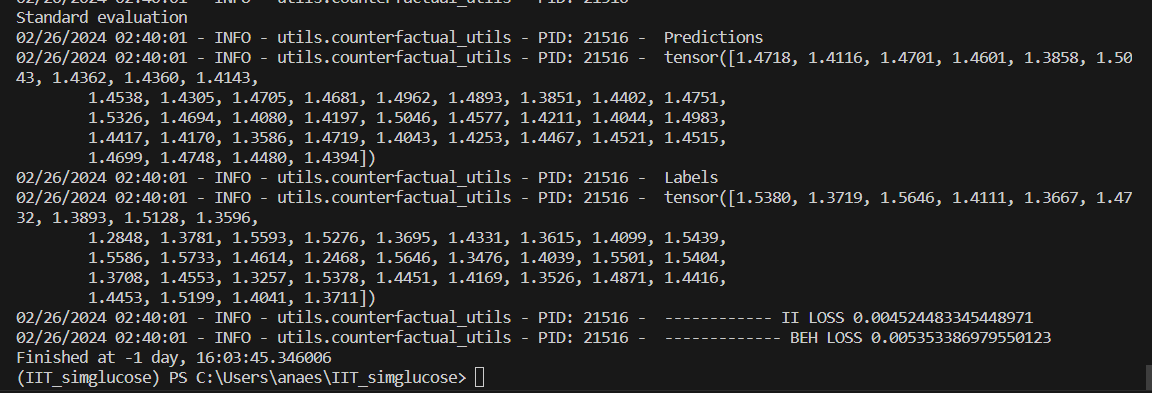 Standard evaluation
02/26/2024 02:40:01 - INFO - utils.counterfactual_utils - PID: 21516 -  Predictions
02/26/2024 02:40:01 - INFO - utils.counterfactual_utils - PID: 21516 -  tensor([1.4718, 1.4116, 1.4701, 1.4601, 1.3858, 1.50
43, 1.4362, 1.4360, 1.4143,
        1.4538, 1.4305, 1.4705, 1.4681, 1.4962, 1.4893, 1.3851, 1.4402, 1.4751,
        1.5326, 1.4694, 1.4080, 1.4197, 1.5046, 1.4577, 1.4211, 1.4044, 1.4983,
        1.4417, 1.4170, 1.3586, 1.4719, 1.4043, 1.4253, 1.4467, 1.4521, 1.4515,
        1.4699, 1.4748, 1.4480, 1.4394])
02/26/2024 02:40:01 - INFO - utils.counterfactual_utils - PID: 21516 -  Labels
02/26/2024 02:40:01 - INFO - utils.counterfactual_utils - PID: 21516 -  tensor([1.5380, 1.3719, 1.5646, 1.4111, 1.3667, 1.47
32, 1.3893, 1.5128, 1.3596,
        1.2848, 1.3781, 1.5593, 1.5276, 1.3695, 1.4331, 1.3615, 1.4099, 1.5439,
        1.5586, 1.5733, 1.4614, 1.2468, 1.5646, 1.3476, 1.4039, 1.5501, 1.5404,
        1.3708, 1.4553, 1.3257, 1.5378, 1.4451, 1.4169, 1.3526, 1.4871, 1.4416,
        1.4453, 1.5199, 1.4041, 1.3711])
02/26/2024 02:40:01 - INFO - utils.counterfactual_utils - PID: 21516 -  ------------ II LOSS 0.004524483345448971
02/26/2024 02:40:01 - INFO - utils.counterfactual_utils - PID: 21516 -  ------------- BEH LOSS 0.005353386979550123
Finished at -1 day, 16:03:45.346006
(IIT_simglucose) PS C:\Users\anaes\IIT_simglucose>